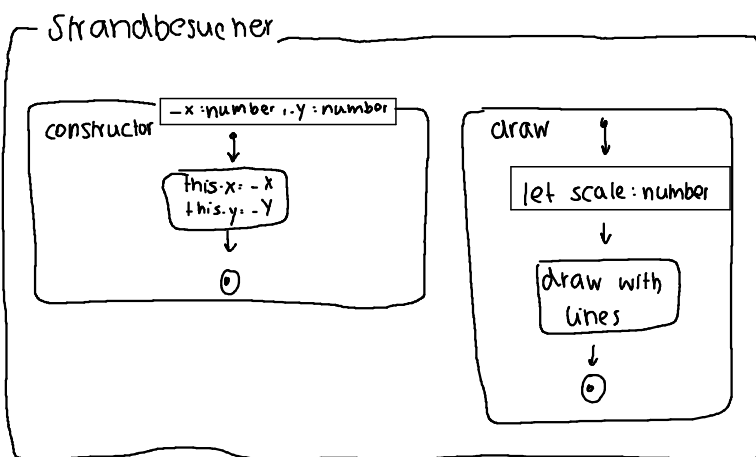 Strandbesucher
constructor
_x :number , _y : number
this.x = _x
this.y = _y
draw
let scale : number
draw with
lines